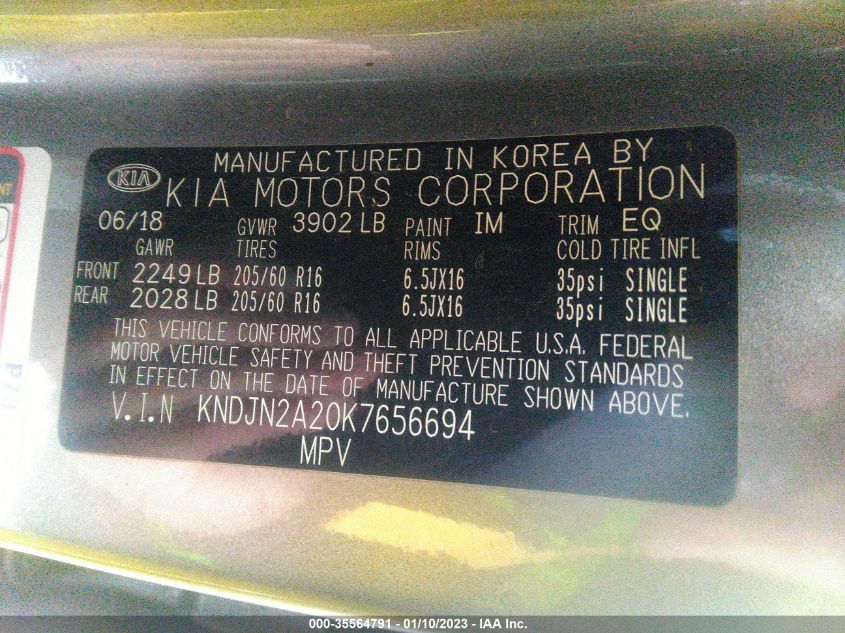 MANUFACTURED IN KOREA BY
KIA KIA MOTORS CORPORATION
06/18 GVWR 3902 LB PAINT IM TRIM EQ
GAWR TIRES RIMS COLD TIRE INFL
FRONT 2249 LB 205/60 R16 6.5JX16 35psi SINGLE
REAR 2028 LB 205/60 R16 6.5JX16 35psi SINGLE
THIS VEHICLE CONFORMS TO ALL APPLICABLE U.S.A. FEDERAL
MOTOR VEHICLE SAFETY AND THEFT PREVENTION STANDARDS
IN EFFECT ON THE DATE OF MANUFACTURE SHOWN ABOVE.
V.I.N KNDJN2A20K7656694
MPV
000-35564791 - 01/10/2023 - IAA Inc.